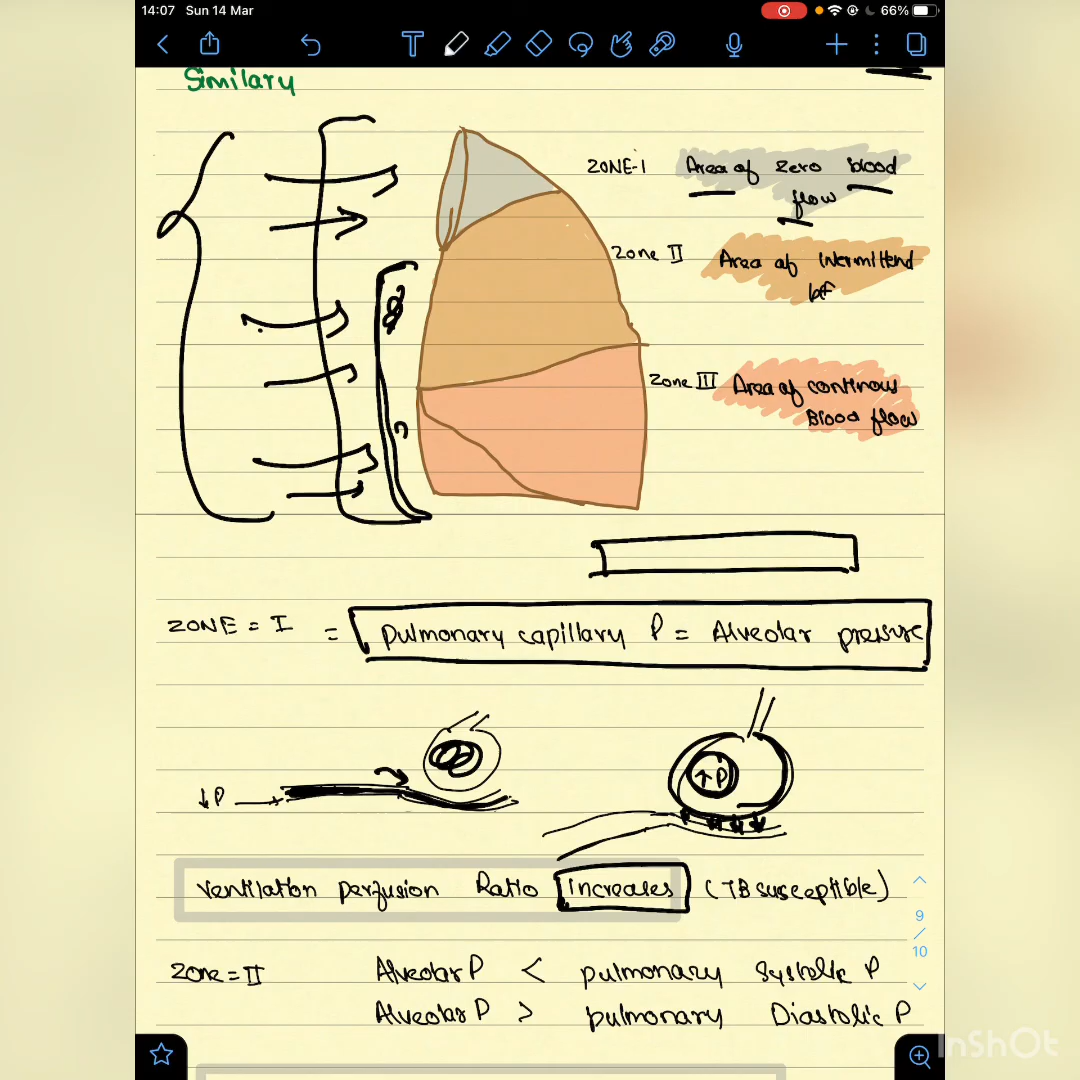 14:07 Sun 14 Mar
66%
T
Similary
ZONE-I Area of Zero blood
flow
Zone II Area of Intermittend
bf
Zone III Area of continous
Blood flow
ZONE = I = Pulmonary capillary P = Alveolar pressure
↑P
↓P
Ventilation perfusion Ratio Increases (TB susceptible)
9
/
10
Zone = II Alveolar P < pulmonary Systolic P
Alveolar P > pulmonary Diastolic P
InShOt